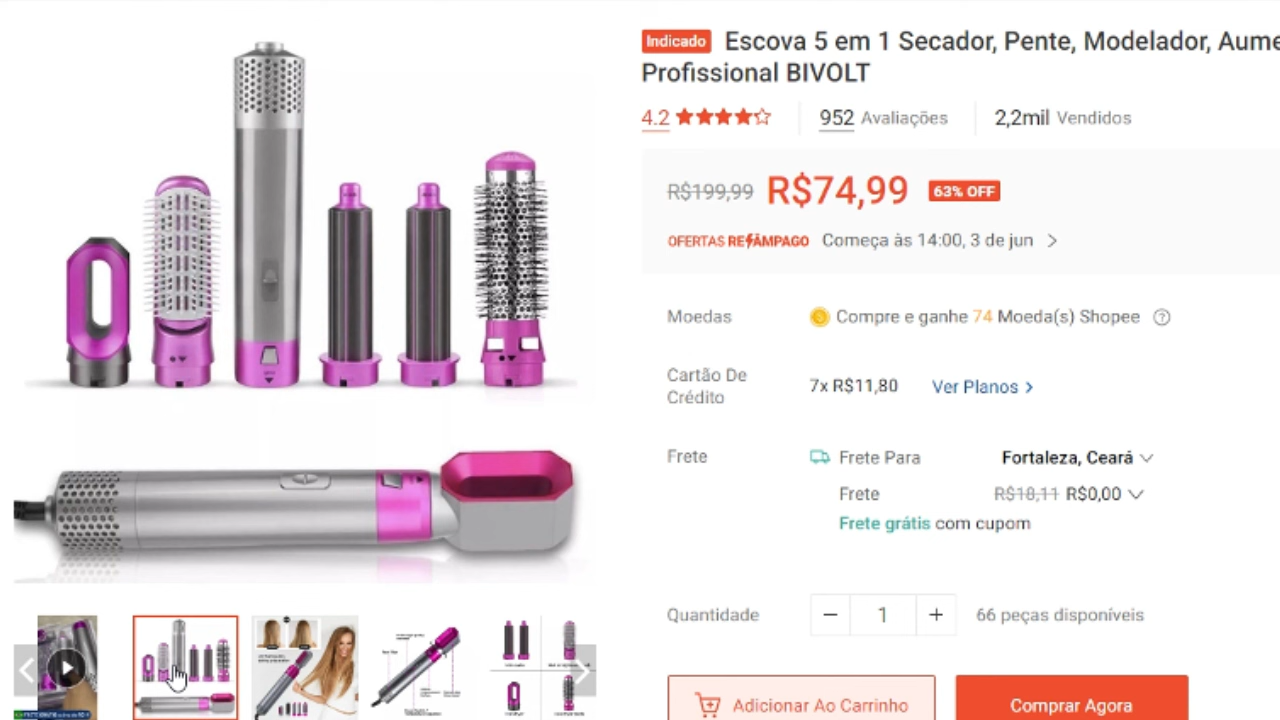 Indicado Escova 5 em 1 Secador, Pente, Modelador, Aume
Profissional BIVOLT
4.2
952 Avaliações
2,2mil Vendidos
R$199,99 R$74,99 63% OFF
OFERTAS RELÂMPAGO Começa às 14:00, 3 de jun
Moedas
Compre e ganhe 74 Moeda(s) Shopee
Cartão De
Crédito
7x R$11,80 Ver Planos
Frete
Frete Para Fortaleza, Ceará
Frete R$18,11 R$0,00
Frete grátis com cupom
Quantidade
− 1 + 66 peças disponíveis
Adicionar Ao Carrinho
Comprar Agora